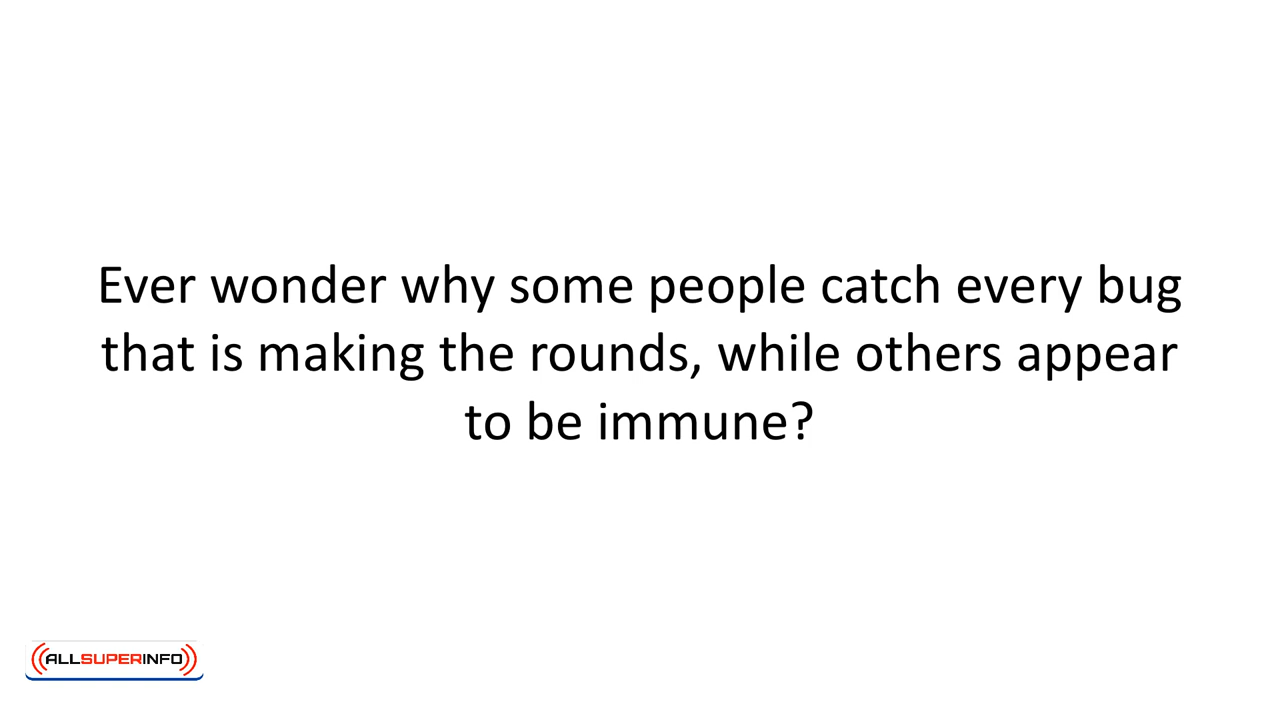 Ever wonder why some people catch every bug
that is making the rounds, while others appear
to be immune?
ALLSUPERINFO